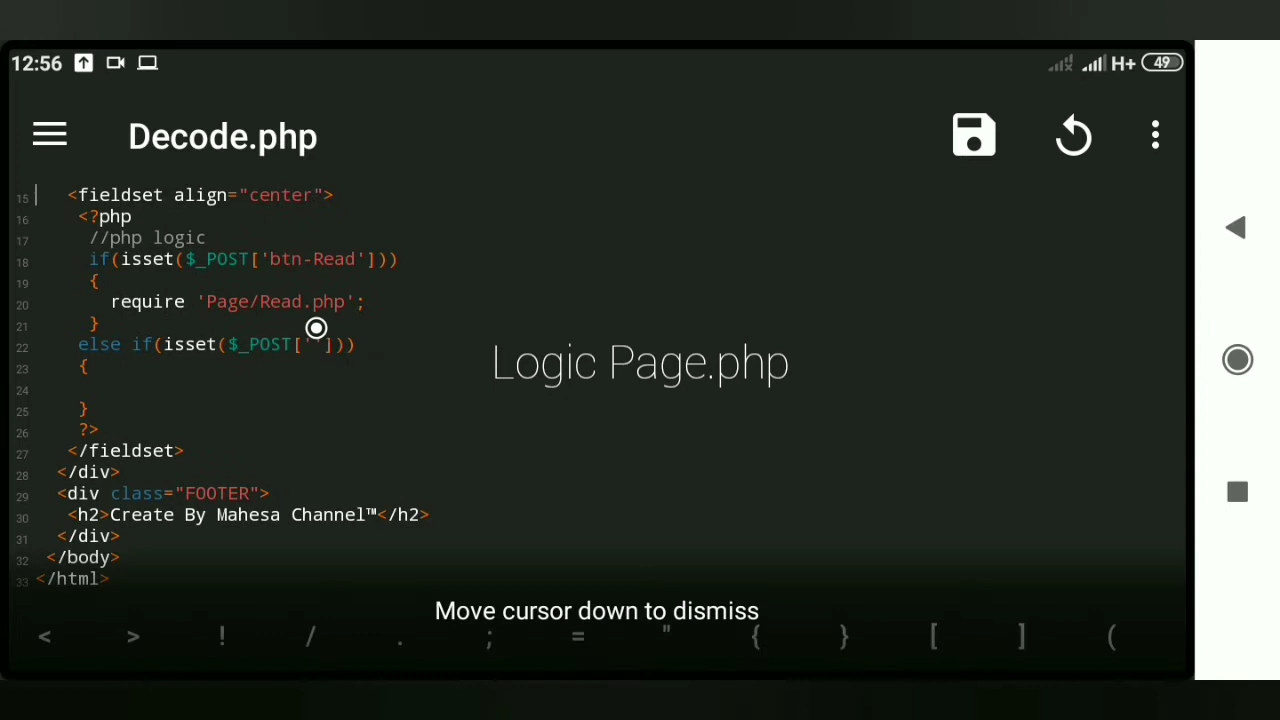 12:56 H+ 49
Decode.php
15 <fieldset align="center">
16 <?php
17 //php logic
18 if(isset($_POST['btn-Read']))
19 {
20 require 'Page/Read.php';
21 }
22 else if(isset($_POST['']))
23 {
24
25 }
26 ?>
27 </fieldset>
28 </div>
29 <div class="FOOTER">
30 <h2>Create By Mahesa Channel™</h2>
31 </div>
32 </body>
33 </html>
Logic Page.php
Move cursor down to dismiss
< > ! / . ; = " { } [ ] (